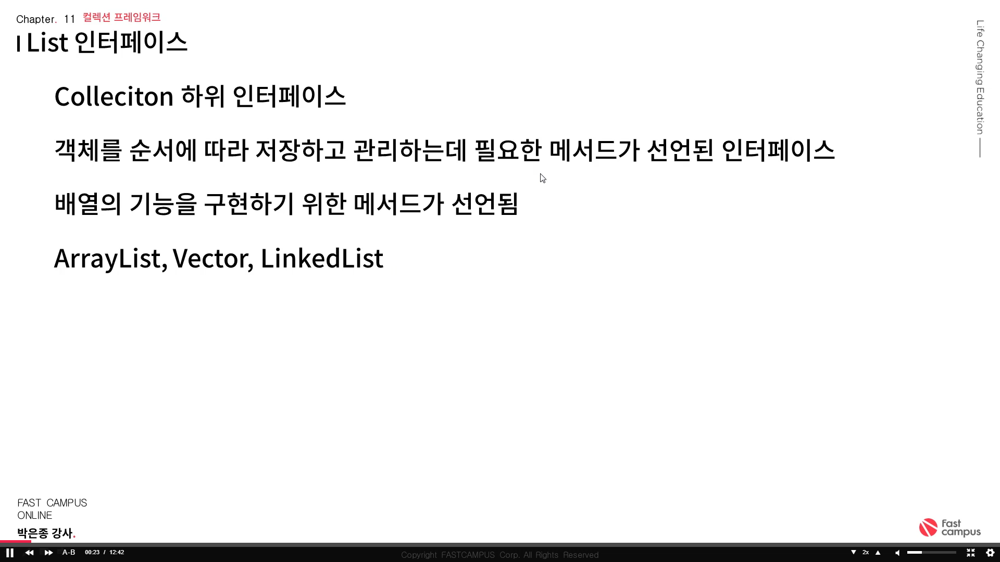 Chapter. 11 컬렉션 프레임워크
I List 인터페이스
Life Changing Education
Colleciton 하위 인터페이스
객체를 순서에 따라 저장하고 관리하는데 필요한 메서드가 선언된 인터페이스
배열의 기능을 구현하기 위한 메서드가 선언됨
ArrayList, Vector, LinkedList
FAST CAMPUS
ONLINE
박은종 강사.
Fast
campus
A-B 00:23 / 12:42
Copyright FASTCAMPUS Corp. All Rights Reserved
2x